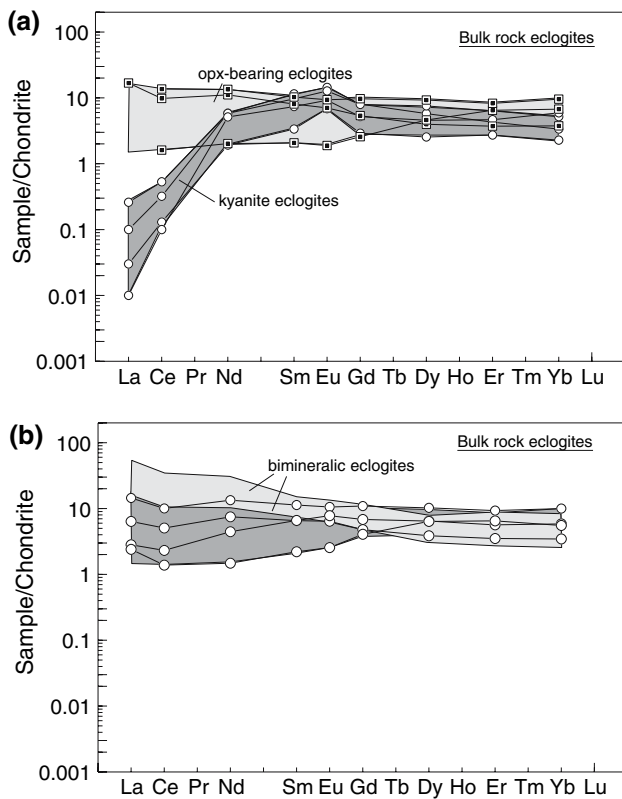 (a)
Bulk rock eclogites
opx-bearing eclogites
kyanite eclogites
Sample/Chondrite
100
10
1
0.1
0.01
0.001
La Ce Pr Nd Sm Eu Gd Tb Dy Ho Er Tm Yb Lu
(b)
Bulk rock eclogites
bimineralic eclogites
Sample/Chondrite
100
10
1
0.1
0.01
0.001
La Ce Pr Nd Sm Eu Gd Tb Dy Ho Er Tm Yb Lu